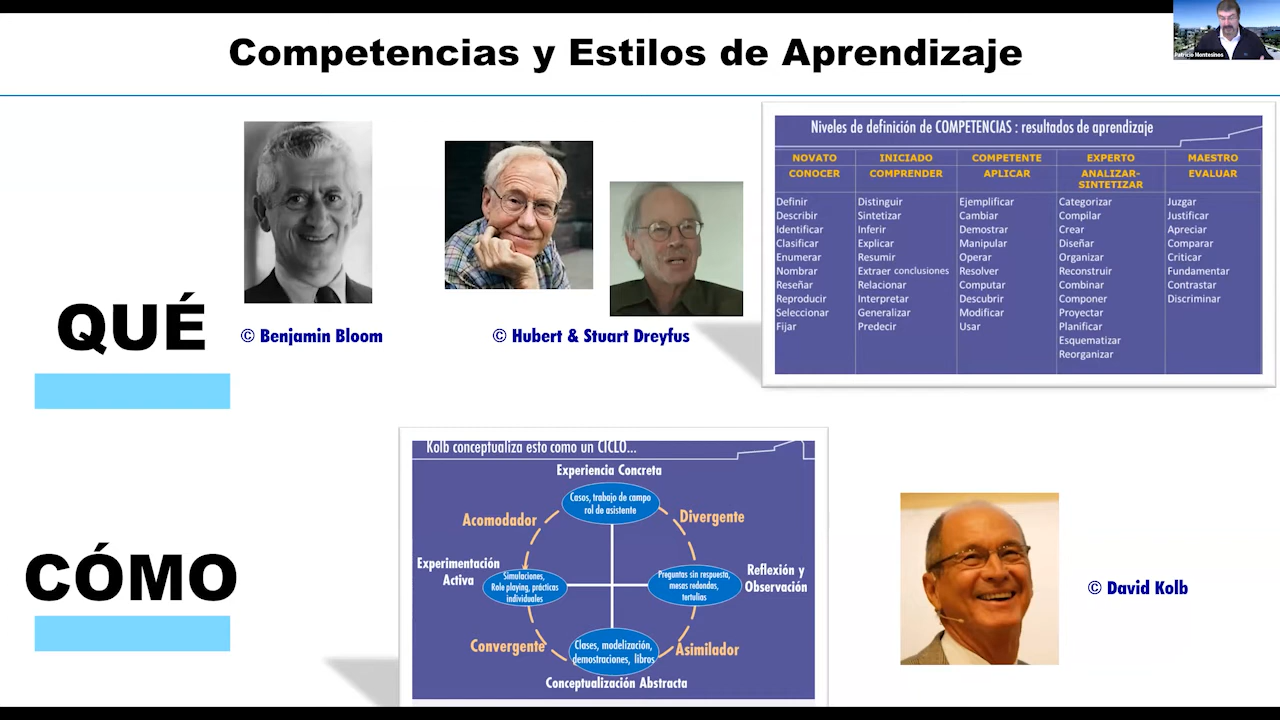 Competencias y Estilos de Aprendizaje
Patricio Montesinos
QUÉ
© Benjamin Bloom
© Hubert & Stuart Dreyfus
Niveles de definición de COMPETENCIAS : resultados de aprendizaje
NOVATO INICIADO COMPETENTE EXPERTO MAESTRO
CONOCER COMPRENDER APLICAR ANALIZAR-SINTETIZAR EVALUAR
Definir Distinguir Ejemplificar Categorizar Juzgar
Describir Sintetizar Cambiar Compilar Justificar
Identificar Inferir Demostrar Crear Apreciar
Clasificar Explicar Manipular Diseñar Comparar
Enumerar Resumir Operar Organizar Criticar
Nombrar Extraer conclusiones Resolver Reconstruir Fundamentar
Reseñar Relacionar Computar Combinar Contrastar
Reproducir Interpretar Descubrir Componer Discriminar
Seleccionar Generalizar Modificar Proyectar
Fijar Predecir Usar Planificar
Esquematizar
Reorganizar
CÓMO
Kolb conceptualiza esto como un CICLO...
Experiencia Concreta
Casos, trabajo de campo
rol de asistente
Acomodador
Divergente
Experimentación
Activa
Simulaciones,
Role playing, prácticas
individuales
Preguntas sin respuesta,
mesas redondas,
tertulias
Reflexión y
Observación
Convergente
Clases, modelización,
demostraciones, libros
Asimilador
Conceptualización Abstracta
© David Kolb